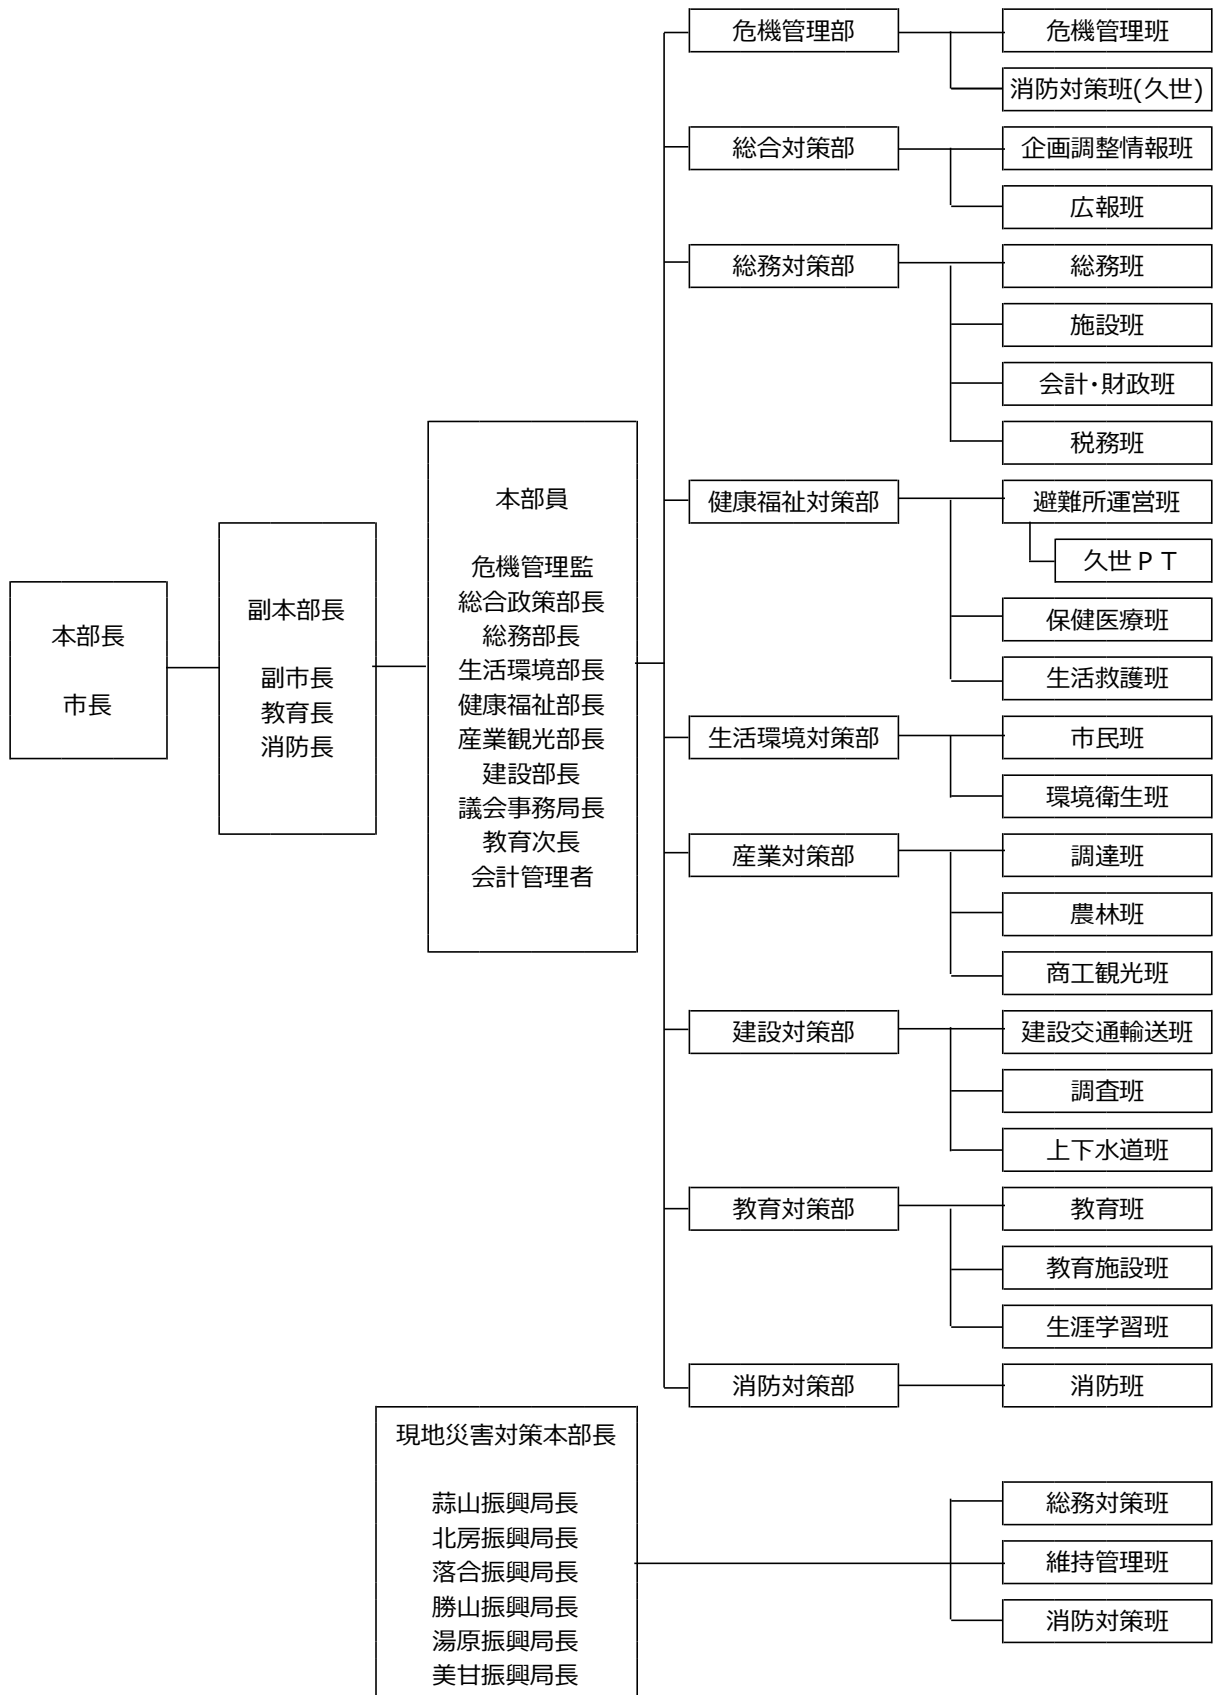 本部長
市長
副本部長
副市長
教育長
消防長
本部員
危機管理監
総合政策部長
総務部長
生活環境部長
健康福祉部長
産業観光部長
建設部長
議会事務局長
教育次長
会計管理者
危機管理部
危機管理班
消防対策班(久世)
総合対策部
企画調整情報班
広報班
総務対策部
総務班
施設班
会計・財政班
税務班
健康福祉対策部
避難所運営班
久世ＰＴ
保健医療班
生活救護班
生活環境対策部
市民班
環境衛生班
産業対策部
調達班
農林班
商工観光班
建設対策部
建設交通輸送班
調査班
上下水道班
教育対策部
教育班
教育施設班
生涯学習班
消防対策部
消防班
現地災害対策本部長
蒜山振興局長
北房振興局長
落合振興局長
勝山振興局長
湯原振興局長
美甘振興局長
総務対策班
維持管理班
消防対策班